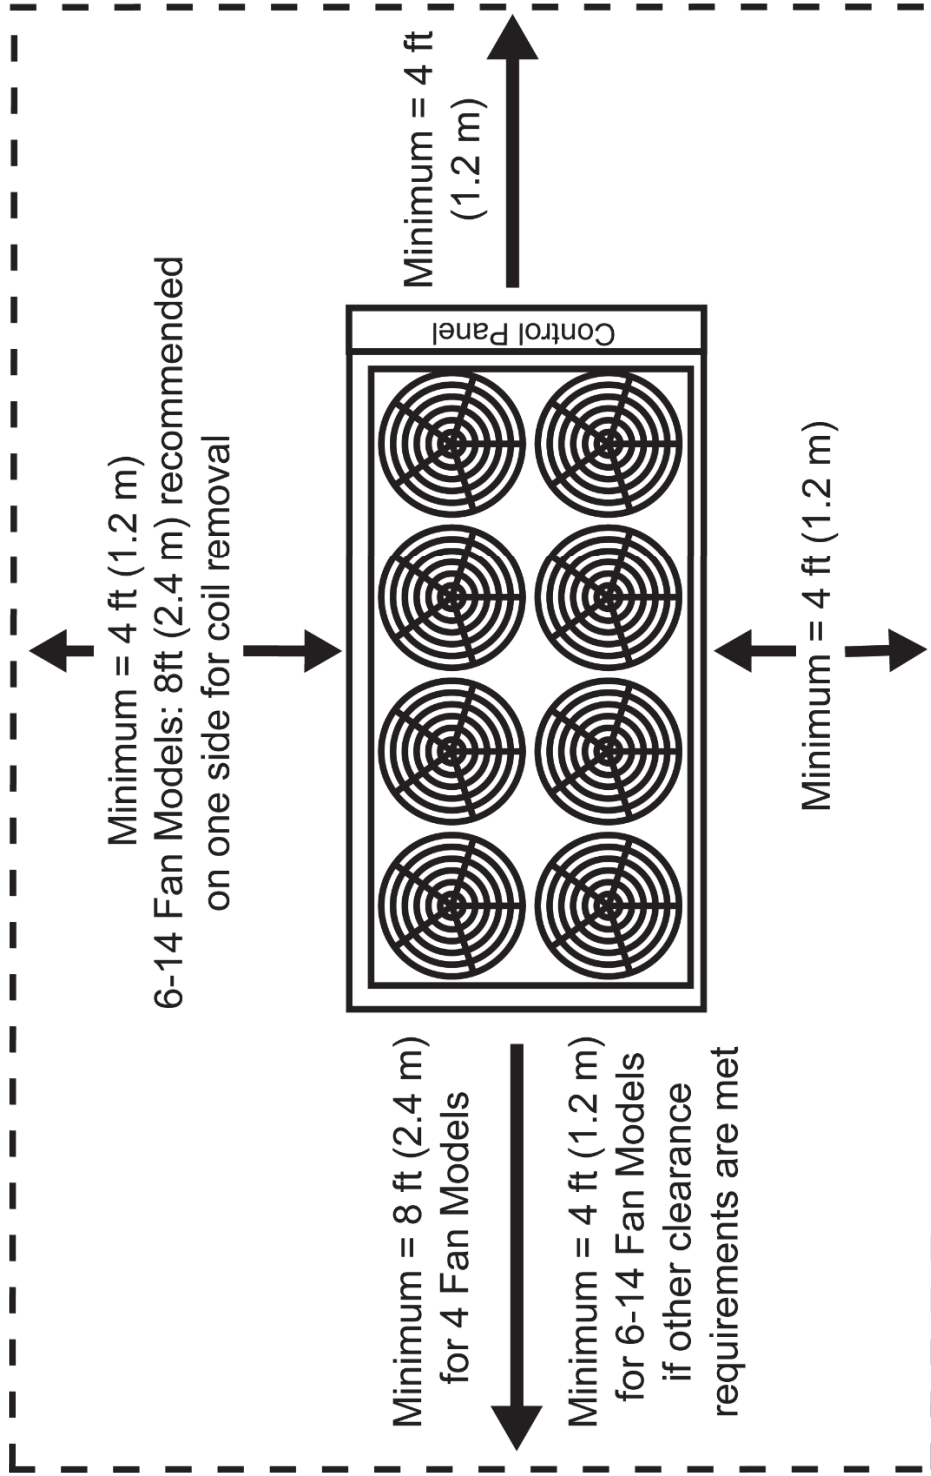 Minimum = 4 ft
(1.2 m)
Minimum = 4 ft (1.2 m)
6-14 Fan Models: 8ft (2.4 m) recommended
on one side for coil removal
Control Panel
Minimum = 4 ft (1.2 m)
Minimum = 8 ft (2.4 m)
for 4 Fan Models
Minimum = 4 ft (1.2 m)
for 6-14 Fan Models
if other clearance
requirements are met